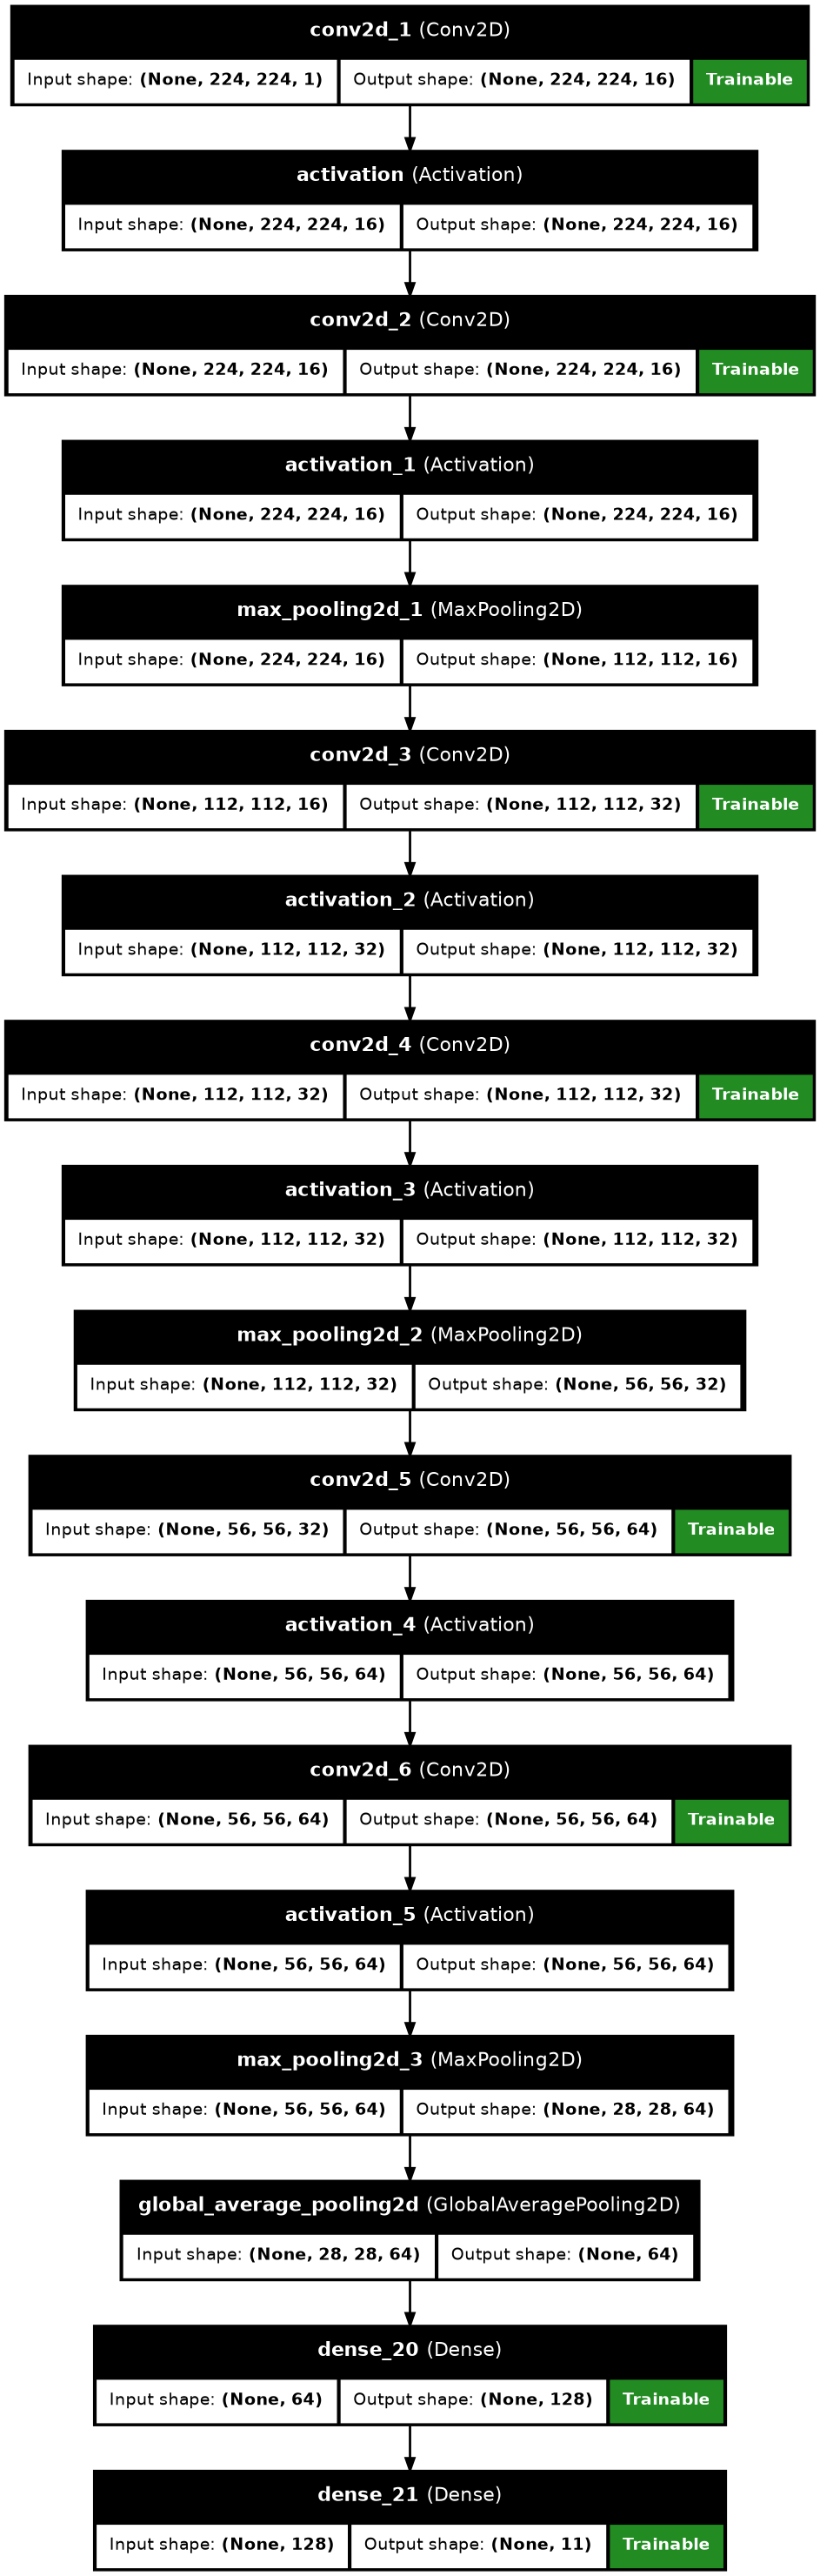 conv2d_1 (Conv2D)
Input shape: (None, 224, 224, 1) Output shape: (None, 224, 224, 16) Trainable
activation (Activation)
Input shape: (None, 224, 224, 16) Output shape: (None, 224, 224, 16)
conv2d_2 (Conv2D)
Input shape: (None, 224, 224, 16) Output shape: (None, 224, 224, 16) Trainable
activation_1 (Activation)
Input shape: (None, 224, 224, 16) Output shape: (None, 224, 224, 16)
max_pooling2d_1 (MaxPooling2D)
Input shape: (None, 224, 224, 16) Output shape: (None, 112, 112, 16)
conv2d_3 (Conv2D)
Input shape: (None, 112, 112, 16) Output shape: (None, 112, 112, 32) Trainable
activation_2 (Activation)
Input shape: (None, 112, 112, 32) Output shape: (None, 112, 112, 32)
conv2d_4 (Conv2D)
Input shape: (None, 112, 112, 32) Output shape: (None, 112, 112, 32) Trainable
activation_3 (Activation)
Input shape: (None, 112, 112, 32) Output shape: (None, 112, 112, 32)
max_pooling2d_2 (MaxPooling2D)
Input shape: (None, 112, 112, 32) Output shape: (None, 56, 56, 32)
conv2d_5 (Conv2D)
Input shape: (None, 56, 56, 32) Output shape: (None, 56, 56, 64) Trainable
activation_4 (Activation)
Input shape: (None, 56, 56, 64) Output shape: (None, 56, 56, 64)
conv2d_6 (Conv2D)
Input shape: (None, 56, 56, 64) Output shape: (None, 56, 56, 64) Trainable
activation_5 (Activation)
Input shape: (None, 56, 56, 64) Output shape: (None, 56, 56, 64)
max_pooling2d_3 (MaxPooling2D)
Input shape: (None, 56, 56, 64) Output shape: (None, 28, 28, 64)
global_average_pooling2d (GlobalAveragePooling2D)
Input shape: (None, 28, 28, 64) Output shape: (None, 64)
dense_20 (Dense)
Input shape: (None, 64) Output shape: (None, 128) Trainable
dense_21 (Dense)
Input shape: (None, 128) Output shape: (None, 11) Trainable